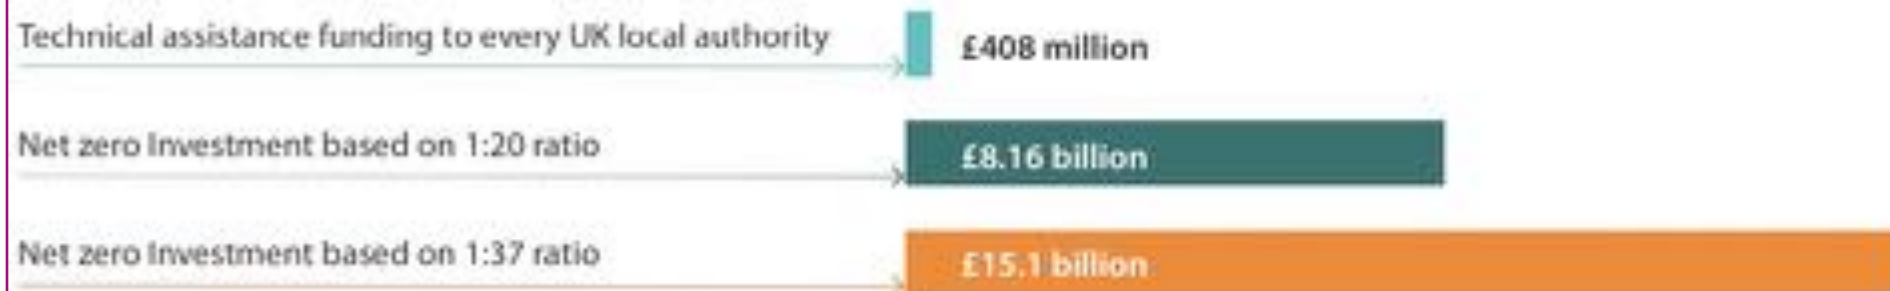 Technical assistance funding to every UK local authority
£408 million
Net zero Investment based on 1:20 ratio
£8.16 billion
Net zero Investment based on 1:37 ratio
£15.1 billion